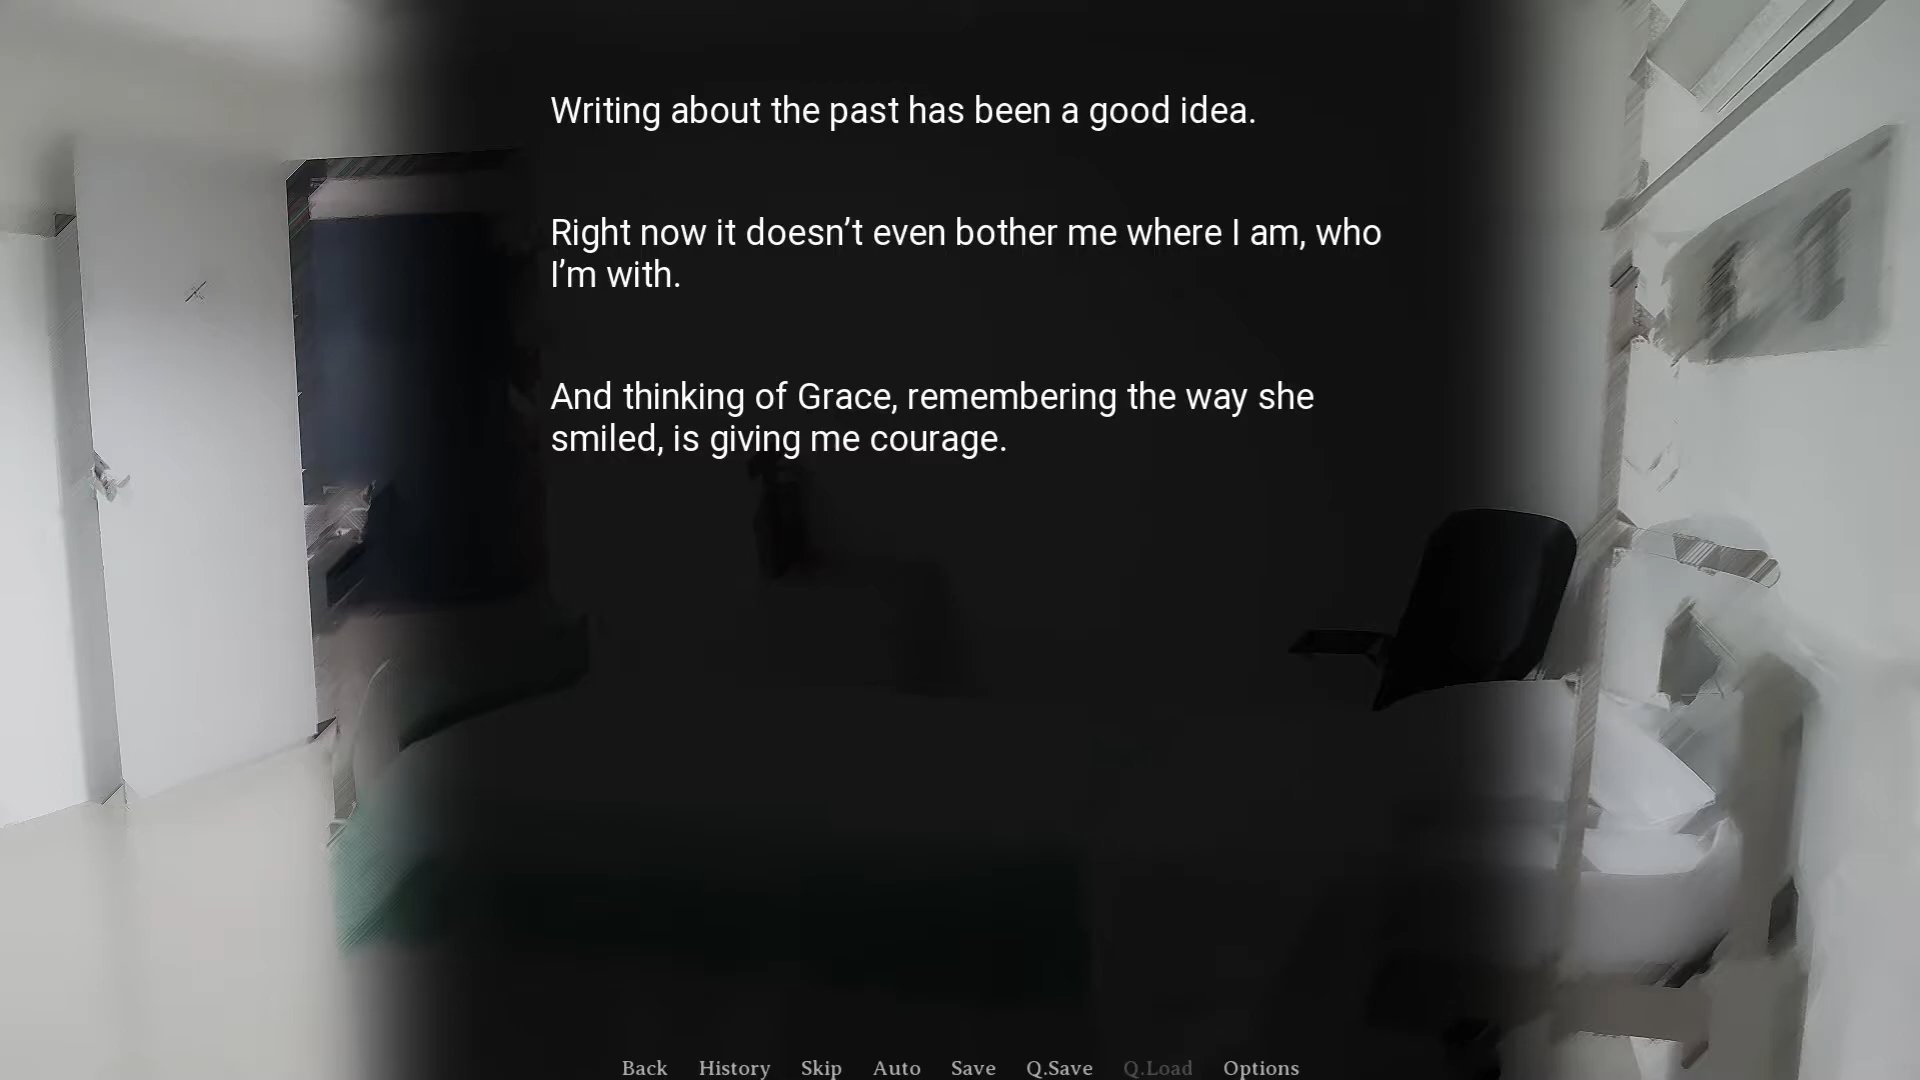 Writing about the past has been a good idea.
Right now it doesn’t even bother me where I am, who
I’m with.
And thinking of Grace, remembering the way she
smiled, is giving me courage.
Back History Skip Auto Save Q.Save Q.Load Options